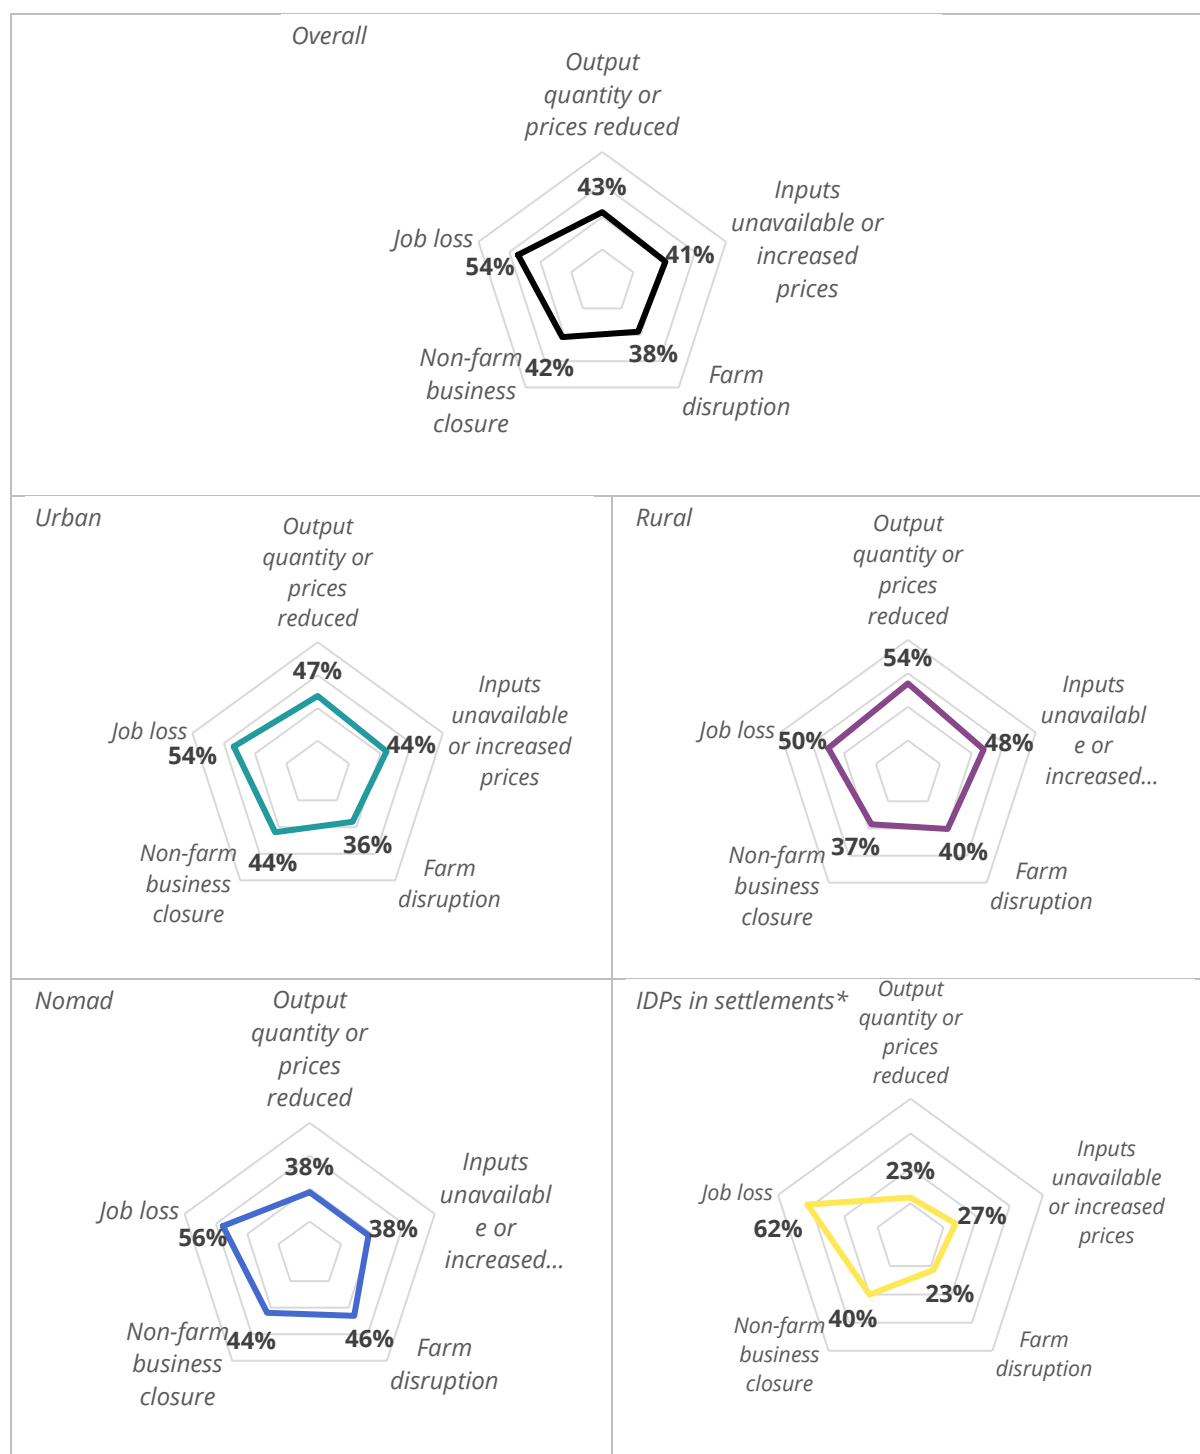 Overall
Output
quantity or
prices reduced
43%
Inputs
unavailable or
increased
prices
41%
Job loss
54%
38%
Farm
disruption
Non-farm
business
closure
42%
Urban
Output
quantity or
prices
reduced
47%
Inputs
unavailable
or increased
prices
44%
Job loss
54%
36%
Farm
disruption
Non-farm
business
closure
44%
Rural
Output
quantity or
prices
reduced
54%
Inputs
unavailabl
e or
increased...
48%
Job loss
50%
40%
Farm
disruption
Non-farm
business
closure
37%
Nomad
Output
quantity or
prices
reduced
38%
Inputs
unavailabl
e or
increased...
38%
Job loss
56%
46%
Farm
disruption
Non-farm
business
closure
44%
IDPs in settlements*
Output
quantity or
prices
reduced
23%
Inputs
unavailable
or increased
prices
27%
Job loss
62%
23%
Farm
disruption
Non-farm
business
closure
40%